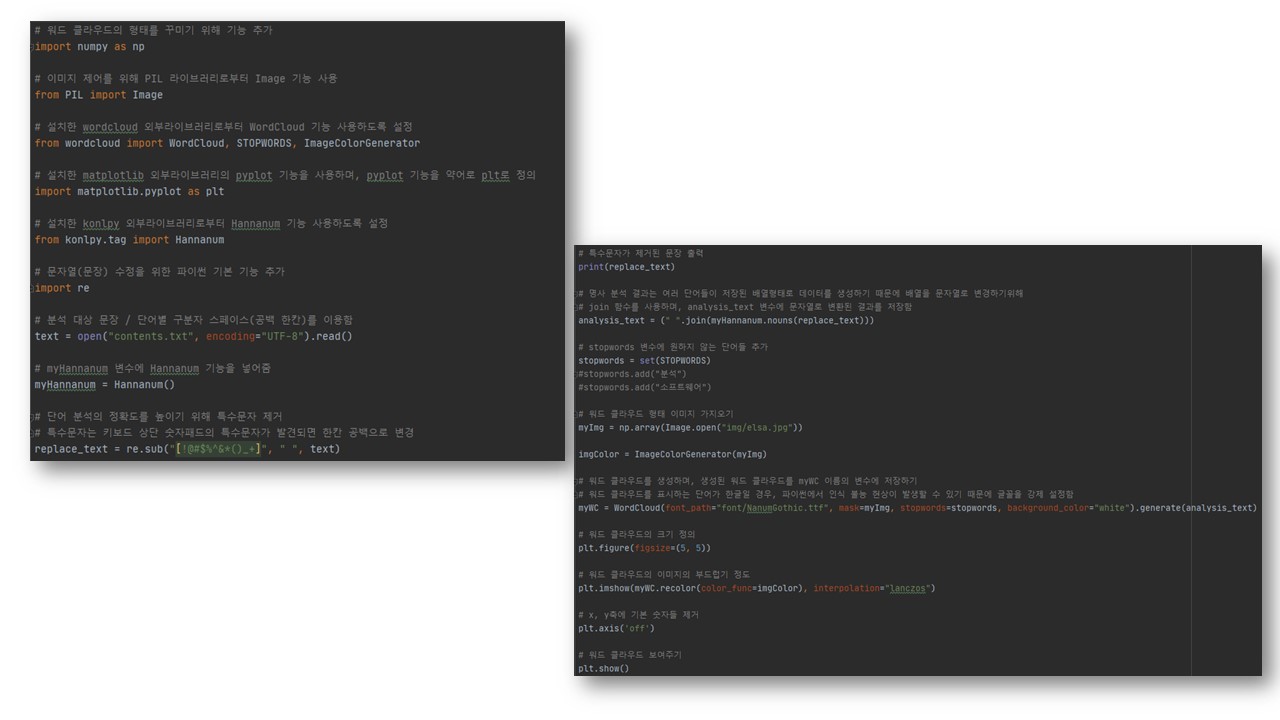 # 워드 클라우드의 형태를 꾸미기 위해 기능 추가
import numpy as np
# 이미지 제어를 위해 PIL 라이브러리로부터 Image 기능 사용
from PIL import Image
# 설치한 wordcloud 외부라이브러리로부터 WordCloud 기능 사용하도록 설정
from wordcloud import WordCloud, STOPWORDS, ImageColorGenerator
# 설치한 matplotlib 외부라이브러리의 pyplot 기능을 사용하며, pyplot 기능을 약어로 plt로 정의
import matplotlib.pyplot as plt
# 설치한 konlpy 외부라이브러리로부터 Hannanum 기능 사용하도록 설정
from konlpy.tag import Hannanum
# 문자열(문장) 수정을 위한 파이썬 기본 기능 추가
import re
# 분석 대상 문장 / 단어별 구분자 스페이스(공백 한칸)를 이용함
text = open("contents.txt", encoding="UTF-8").read()
# myHannanum 변수에 Hannanum 기능을 넣어줌
myHannanum = Hannanum()
# 단어 분석의 정확도를 높이기 위해 특수문자 제거
# 특수문자는 키보드 상단 숫자패드의 특수문자가 발견되면 한칸 공백으로 변경
replace_text = re.sub("[!@#$%^&*()_+]", " ", text)
# 특수문자가 제거된 문장 출력
print(replace_text)
# 명사 분석 결과는 여러 단어들이 저장된 배열형태로 데이터를 생성하기 때문에 배열을 문자열로 변경하기위해
# join 함수를 사용하며, analysis_text 변수에 문자열로 변환된 결과를 저장함
analysis_text = (" ".join(myHannanum.nouns(replace_text)))
# stopwords 변수에 원하지 않는 단어들 추가
stopwords = set(STOPWORDS)
#stopwords.add("분석")
#stopwords.add("소프트웨어")
# 워드 클라우드 형태 이미지 가지오기
myImg = np.array(Image.open("img/elsa.jpg"))
imgColor = ImageColorGenerator(myImg)
# 워드 클라우드를 생성하며, 생성된 워드 클라우드를 myWC 이름의 변수에 저장하기
# 워드 클라우드를 표시하는 단어가 한글일 경우, 파이썬에서 인식 불능 현상이 발생할 수 있기 때문에 글꼴을 강제 설정함
myWC = WordCloud(font_path="font/NanumGothic.ttf", mask=myImg, stopwords=stopwords, background_color="white").generate(analysis_text)
# 워드 클라우드의 크기 정의
plt.figure(figsize=(5, 5))
# 워드 클라우드의 이미지의 부드럽기 정도
plt.imshow(myWC.recolor(color_func=imgColor), interpolation="lanczos")
# x, y축에 기본 숫자들 제거
plt.axis('off')
# 워드 클라우드 보여주기
plt.show()